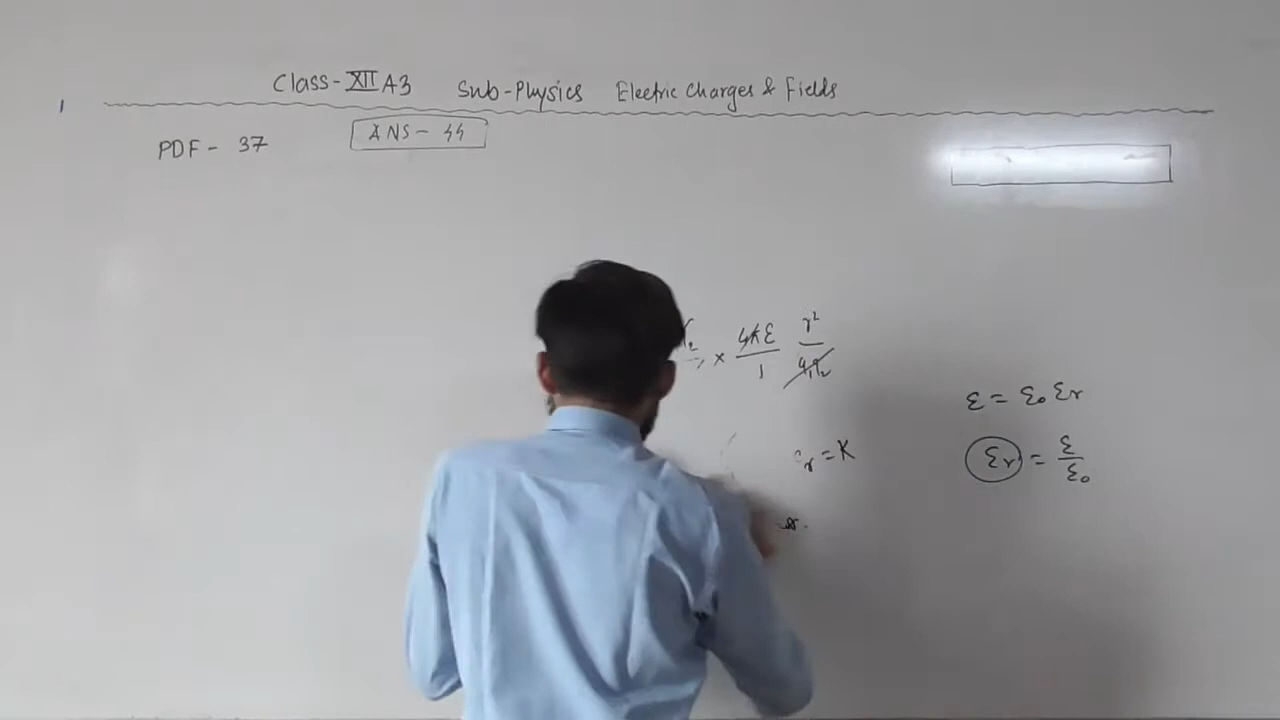 Class-XII A3 Sub-Physics Electric Charges & Fields
PDF - 37
ANS - 44
× 4πε/1 r²/q₁q₂
ε = ε₀ εr
εr = K
εr = ε/ε₀